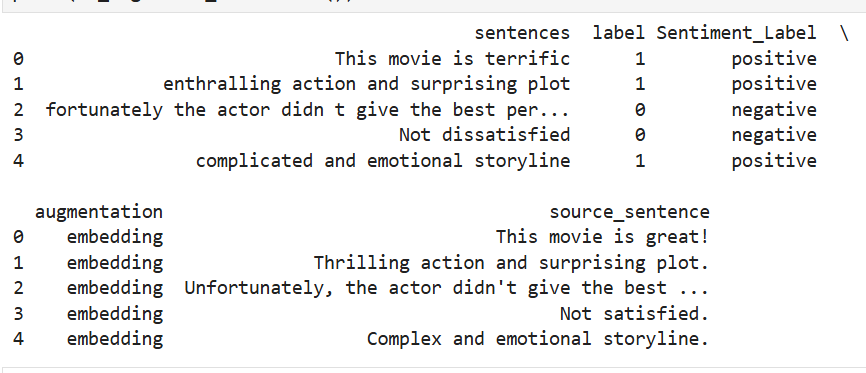 sentences label Sentiment_Label \
0 This movie is terrific 1 positive
1 enthralling action and surprising plot 1 positive
2 fortunately the actor didn t give the best per... 0 negative
3 Not dissatisfied 0 negative
4 complicated and emotional storyline 1 positive
augmentation source_sentence
0 embedding This movie is great!
1 embedding Thrilling action and surprising plot.
2 embedding Unfortunately, the actor didn't give the best ...
3 embedding Not satisfied.
4 embedding Complex and emotional storyline.